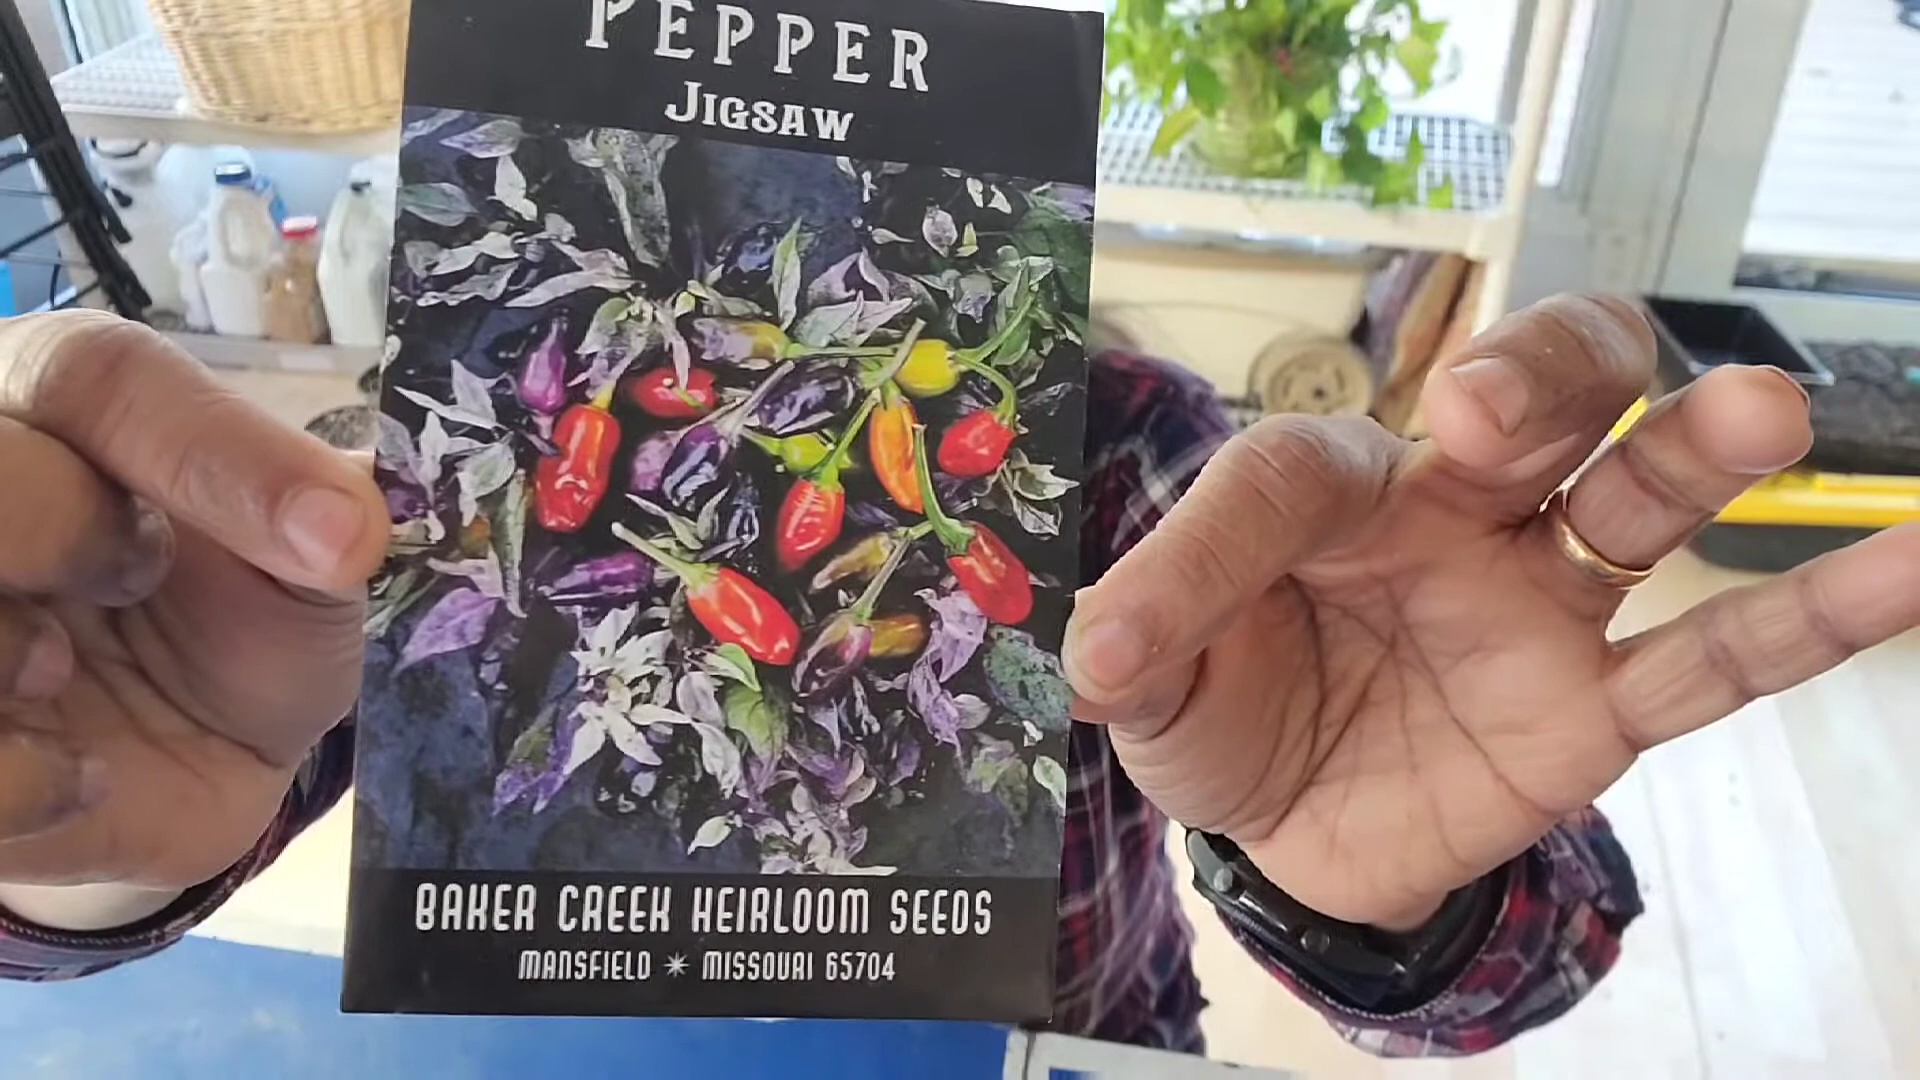 PEPPER
JIGSAW
BAKER CREEK HEIRLOOM SEEDS
MANSFIELD ✴ MISSOURI 65704